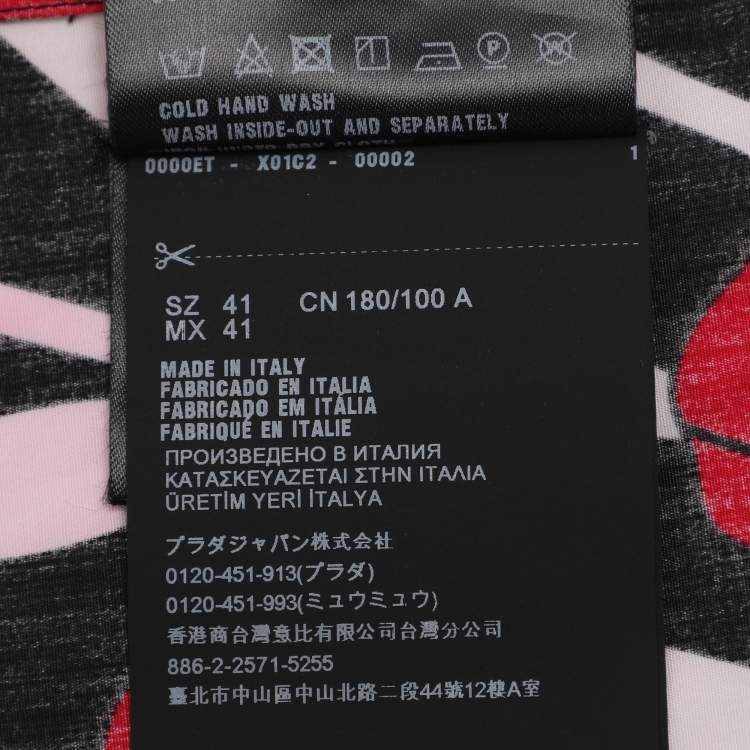 COLD HAND WASH
WASH INSIDE-OUT AND SEPARATELY
0000ET - X01C2 - 00002 1
SZ 41 CN 180/100 A
MX 41
MADE IN ITALY
FABRICADO EN ITALIA
FABRICADO EM ITÁLIA
FABRIQUÉ EN ITALIE
ПРОИЗВЕДЕНО В ИТАЛИЯ
ΚΑΤΑΣΚΕΥΑΖΕΤΑΙ ΣΤΗΝ ΙΤΑΛΙΑ
ÜRETİM YERİ İTALYA
プラダジャパン株式会社
0120-451-913(プラダ)
0120-451-993(ミュウミュウ)
香港商台灣意比有限公司台灣分公司
886-2-2571-5255
臺北市中山區中山北路二段44號12樓A室